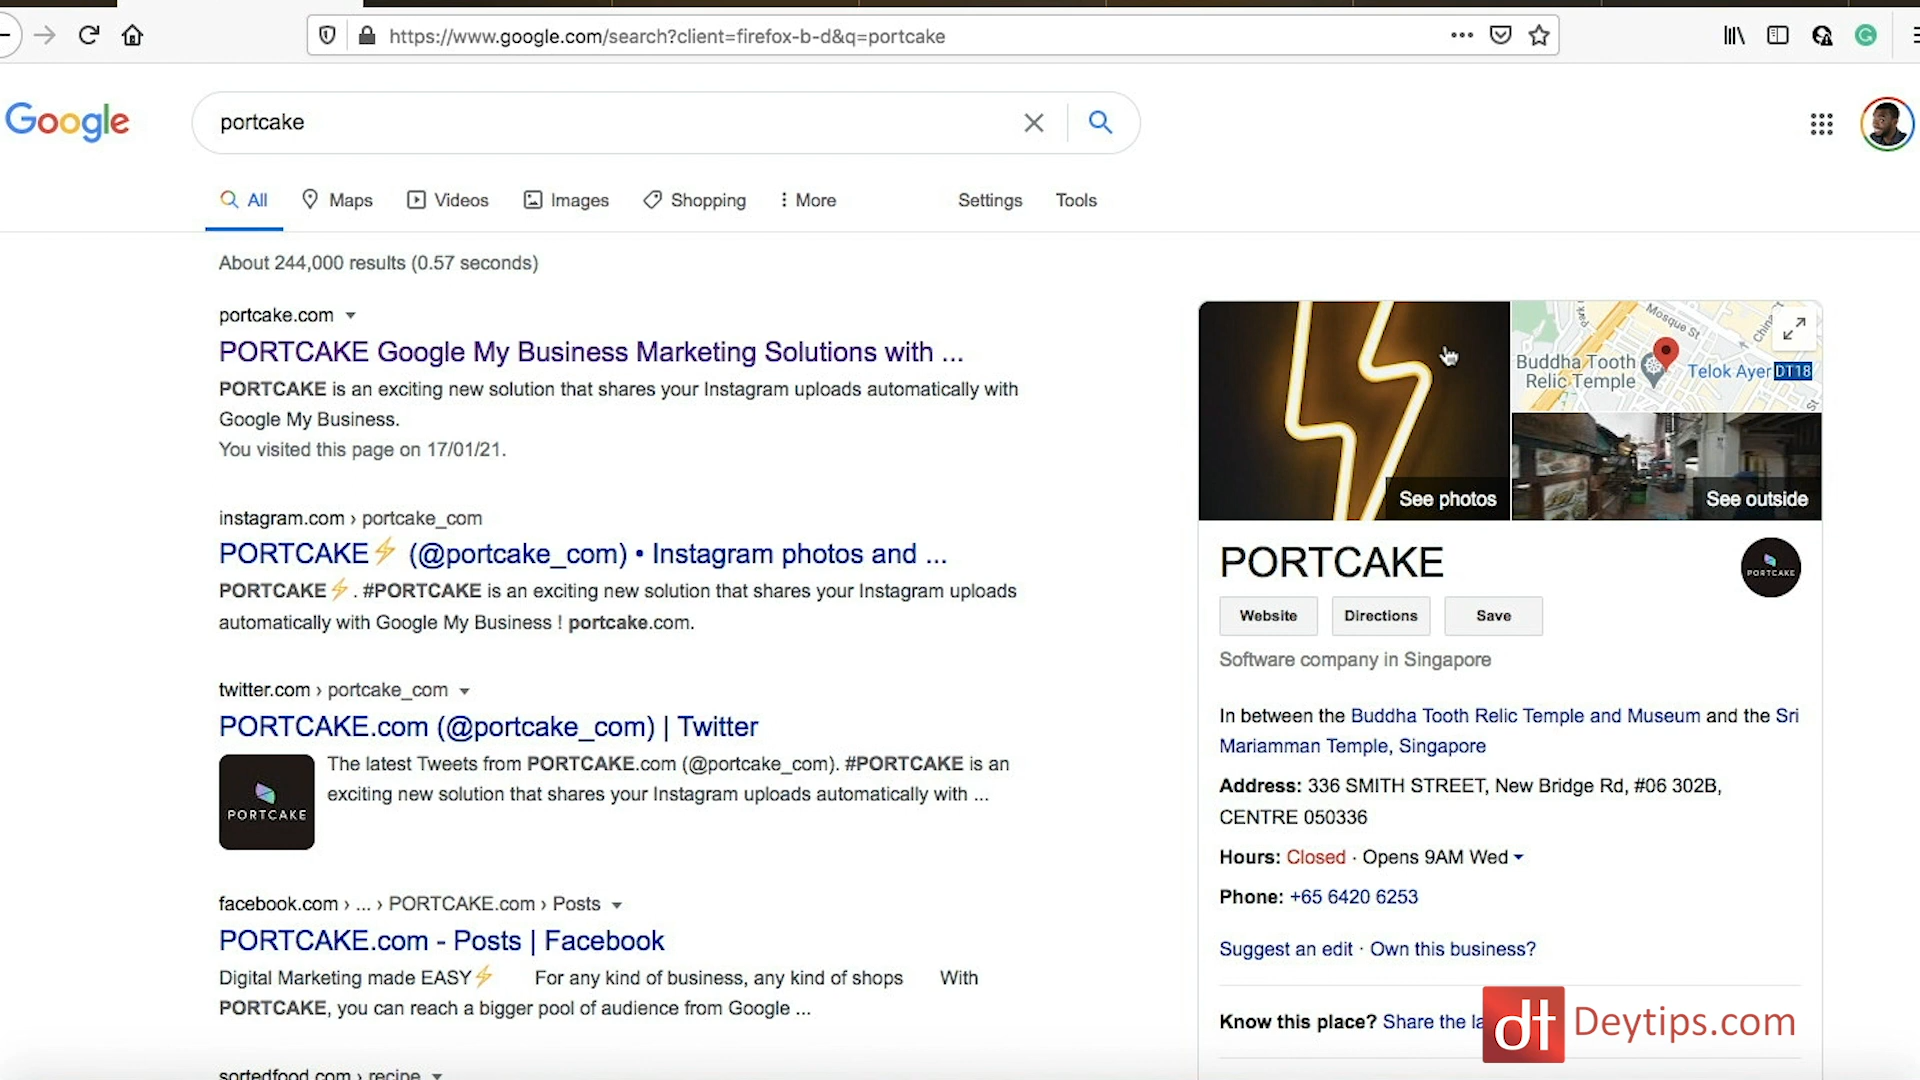 https://www.google.com/search?client=firefox-b-d&q=portcake
Google
portcake
All Maps Videos Images Shopping More Settings Tools
About 244,000 results (0.57 seconds)
portcake.com
PORTCAKE Google My Business Marketing Solutions with ...
PORTCAKE is an exciting new solution that shares your Instagram uploads automatically with
Google My Business.
You visited this page on 17/01/21.
instagram.com › portcake_com
PORTCAKE⚡ (@portcake_com) • Instagram photos and ...
PORTCAKE⚡. #PORTCAKE is an exciting new solution that shares your Instagram uploads
automatically with Google My Business ! portcake.com.
twitter.com › portcake_com
PORTCAKE.com (@portcake_com) | Twitter
The latest Tweets from PORTCAKE.com (@portcake_com). #PORTCAKE is an
exciting new solution that shares your Instagram uploads automatically with ...
PORTCAKE
facebook.com › ... › PORTCAKE.com › Posts
PORTCAKE.com - Posts | Facebook
Digital Marketing made EASY⚡ For any kind of business, any kind of shops With
PORTCAKE, you can reach a bigger pool of audience from Google ...
sortedfood.com › recipe
Mosque St
Buddha Tooth
Relic Temple
Telok Ayer DT18
See photos
See outside
PORTCAKE
PORTCAKE
Website Directions Save
Software company in Singapore
In between the Buddha Tooth Relic Temple and Museum and the Sri
Mariamman Temple, Singapore
Address: 336 SMITH STREET, New Bridge Rd, #06 302B,
CENTRE 050336
Hours: Closed · Opens 9AM Wed
Phone: +65 6420 6253
Suggest an edit · Own this business?
Know this place? Share the
dt Deytips.com